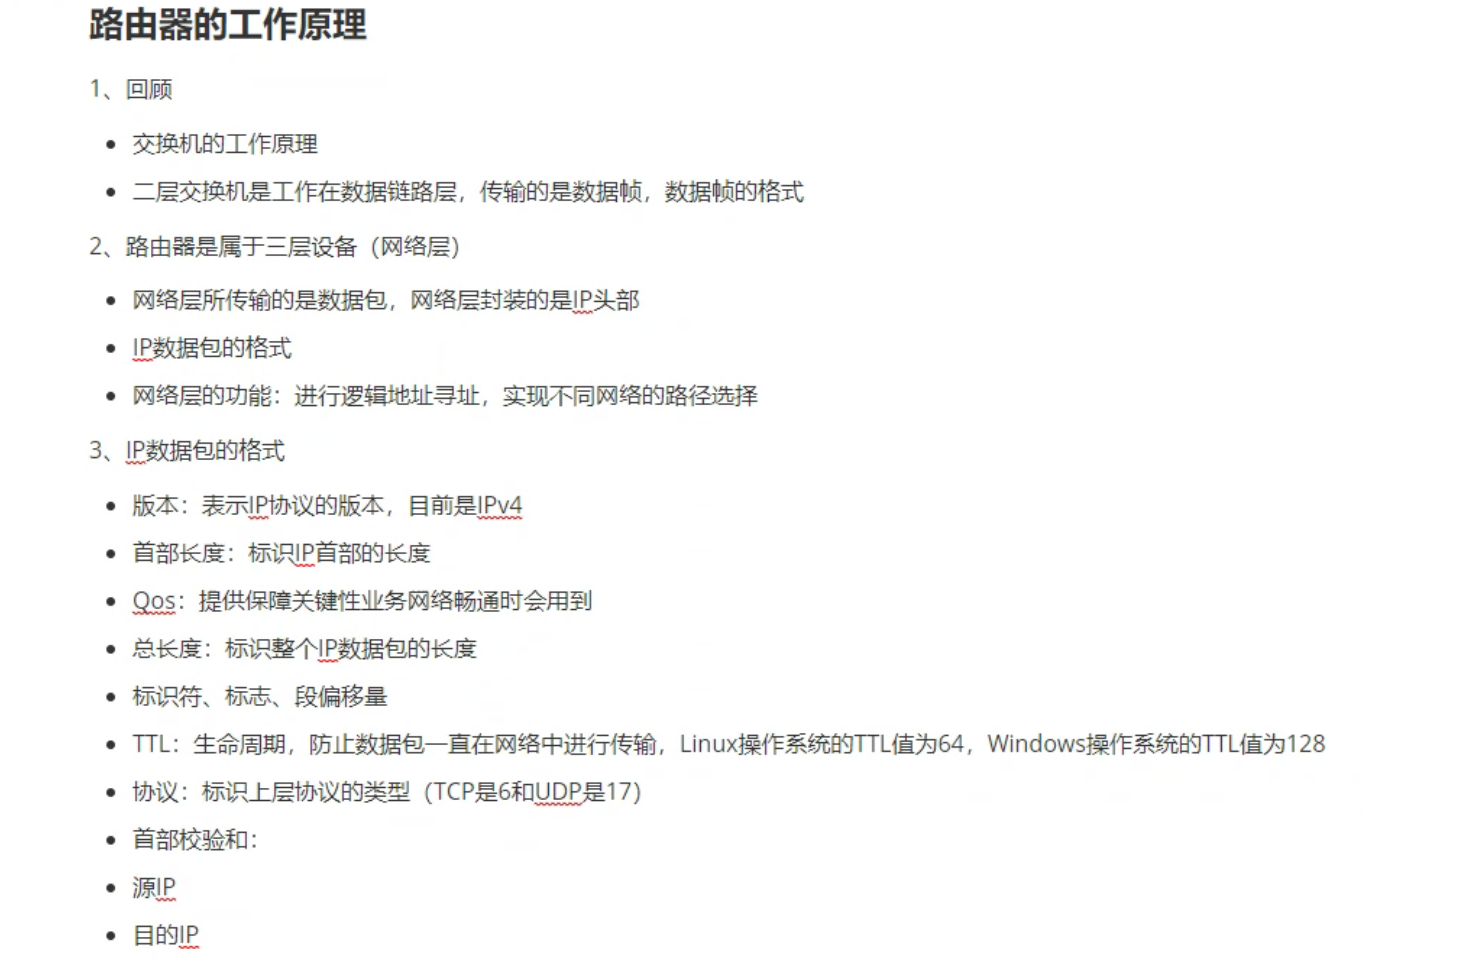 路由器的工作原理
1、回顾
• 交换机的工作原理
• 二层交换机是工作在数据链路层，传输的是数据帧，数据帧的格式
2、路由器是属于三层设备（网络层）
• 网络层所传输的是数据包，网络层封装的是IP头部
• IP数据包的格式
• 网络层的功能：进行逻辑地址寻址，实现不同网络的路径选择
3、IP数据包的格式
• 版本：表示IP协议的版本，目前是IPv4
• 首部长度：标识IP首部的长度
• Qos：提供保障关键性业务网络畅通时会用到
• 总长度：标识整个IP数据包的长度
• 标识符、标志、段偏移量
• TTL：生命周期，防止数据包一直在网络中进行传输，Linux操作系统的TTL值为64，Windows操作系统的TTL值为128
• 协议：标识上层协议的类型（TCP是6和UDP是17）
• 首部校验和：
• 源IP
• 目的IP